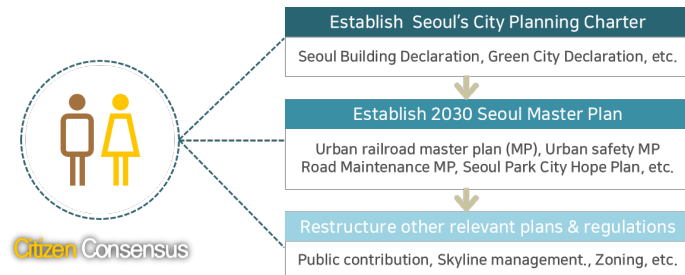 Establish Seoul's City Planning Charter
Seoul Building Declaration, Green City Declaration, etc.
Establish 2030 Seoul Master Plan
Urban railroad master plan (MP), Urban safety MP
Road Maintenance MP, Seoul Park City Hope Plan, etc.
Restructure other relevant plans & regulations
Public contribution, Skyline management., Zoning, etc.
Citizen Consensus